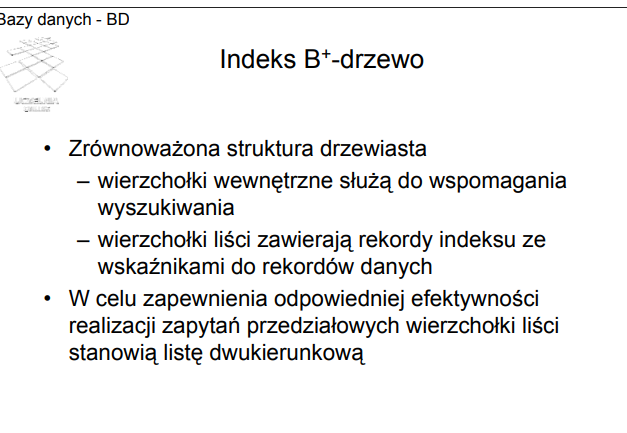 Bazy danych - BD
Indeks B+-drzewo
• Zrównoważona struktura drzewiasta
– wierzchołki wewnętrzne służą do wspomagania
wyszukiwania
– wierzchołki liści zawierają rekordy indeksu ze
wskaźnikami do rekordów danych
• W celu zapewnienia odpowiedniej efektywności
realizacji zapytań przedziałowych wierzchołki liści
stanowią listę dwukierunkową